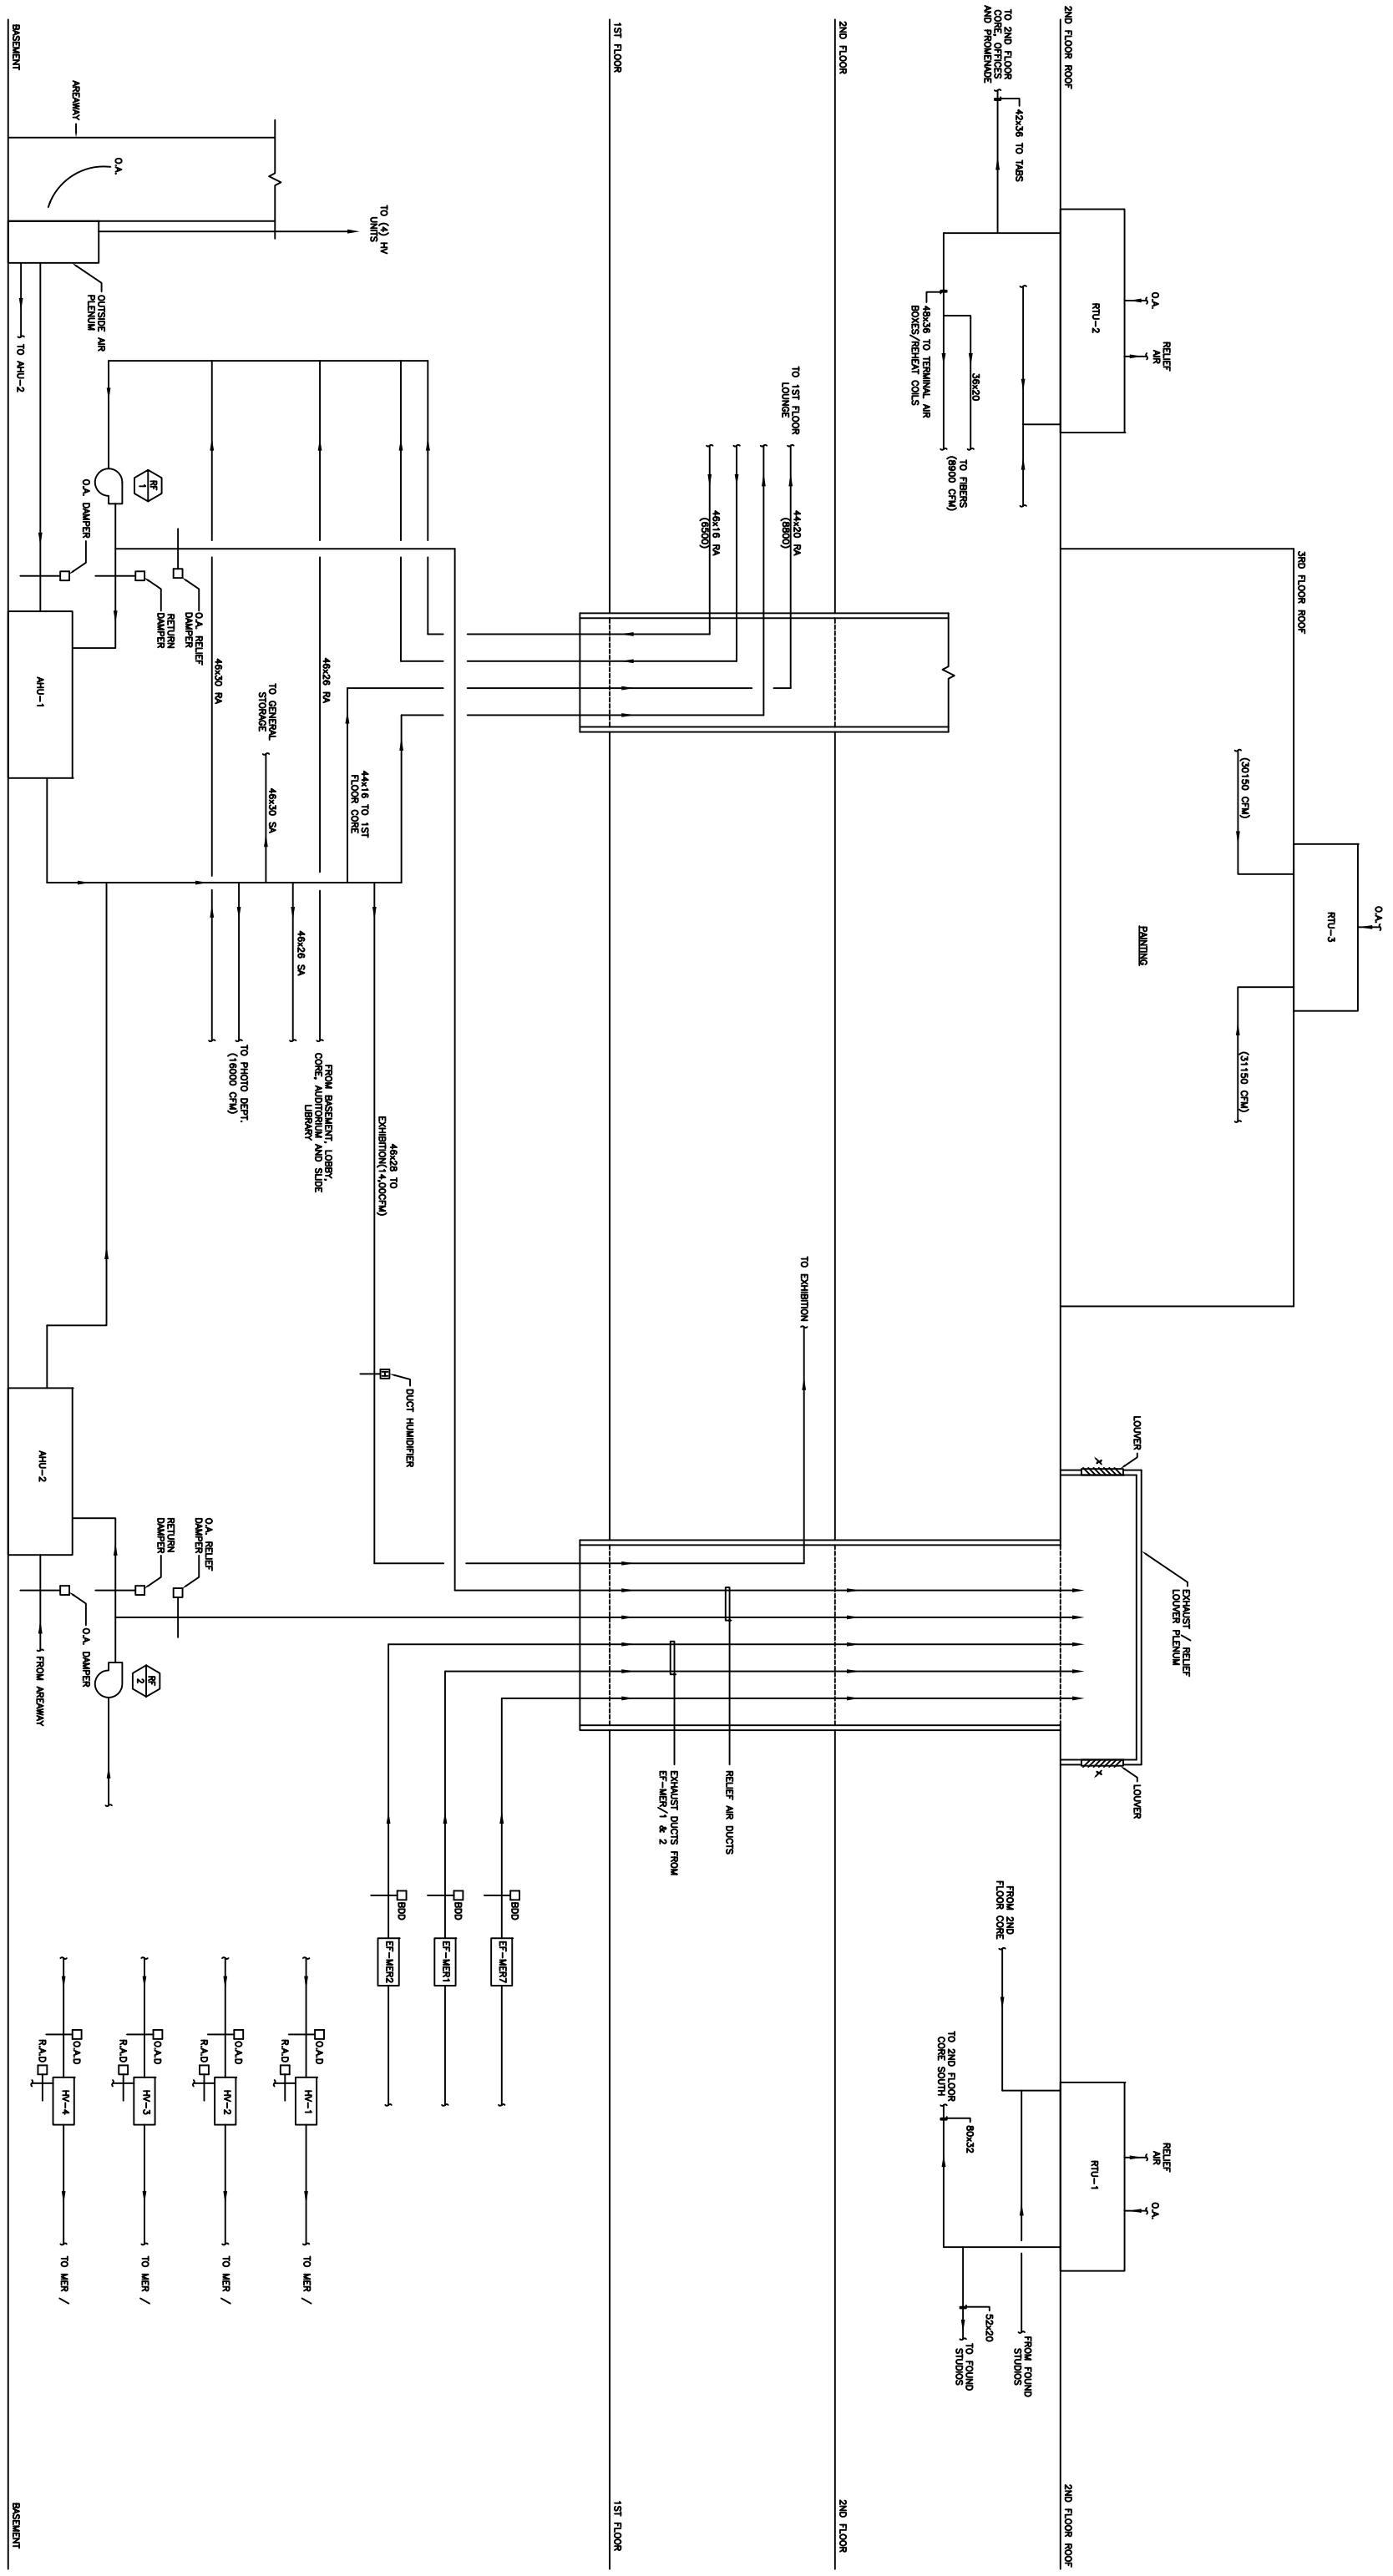 3RD FLOOR ROOF
O.A.
RTU-3
(30150 CFM)
(31150 CFM)
PAINTING
2ND FLOOR ROOF
2ND FLOOR ROOF
O.A.
RELIEF
AIR
RTU-2
TO 2ND FLOOR
CORE, OFFICES
AND PROMENADE
42x36 TO TABS
48x36 TO TERMINAL AIR
BOXES/REHEAT COILS
36x20
TO FIBERS
(8900 CFM)
LOUVER
X
EXHAUST / RELIEF
LOUVER PLENUM
LOUVER
X
RELIEF
AIR
O.A.
RTU-1
FROM 2ND
FLOOR CORE
TO 2ND FLOOR
CORE SOUTH
80x32
52x20
FROM FOUND
STUDIOS
TO FOUND
STUDIOS
2ND FLOOR
2ND FLOOR
TO 1ST FLOOR
LOUNGE
44x20 RA
(8800)
46x16 RA
(6500)
TO EXHIBITION
RELIEF AIR DUCTS
EXHAUST DUCTS FROM
EF-MER/1 & 2
1ST FLOOR
1ST FLOOR
TO (4) HV
UNITS
AREAWAY
O.A.
OUTSIDE AIR
PLENUM
TO AHU-2
RF
1
O.A. DAMPER
O.A. RELIEF
DAMPER
RETURN
DAMPER
AHU-1
46x30 RA
46x26 RA
TO GENERAL
STORAGE
46x30 SA
44x16 TO 1ST
FLOOR CORE
46x26 SA
TO PHOTO DEPT.
(16000 CFM)
FROM BASEMENT, LOBBY,
CORE, AUDITORIUM AND SLIDE
LIBRARY
46x28 TO
EXHIBITION(14,00CFM)
DUCT HUMIDIFIER
H
AHU-2
O.A. RELIEF
DAMPER
RETURN
DAMPER
O.A. DAMPER
FROM AREAWAY
RF
2
BDD
EF-MER7
BDD
EF-MER1
BDD
EF-MER2
O.A.D
R.A.D
HV-1
TO MER /
O.A.D
R.A.D
HV-2
TO MER /
O.A.D
R.A.D
HV-3
TO MER /
O.A.D
R.A.D
HV-4
TO MER /
BASEMENT
BASEMENT